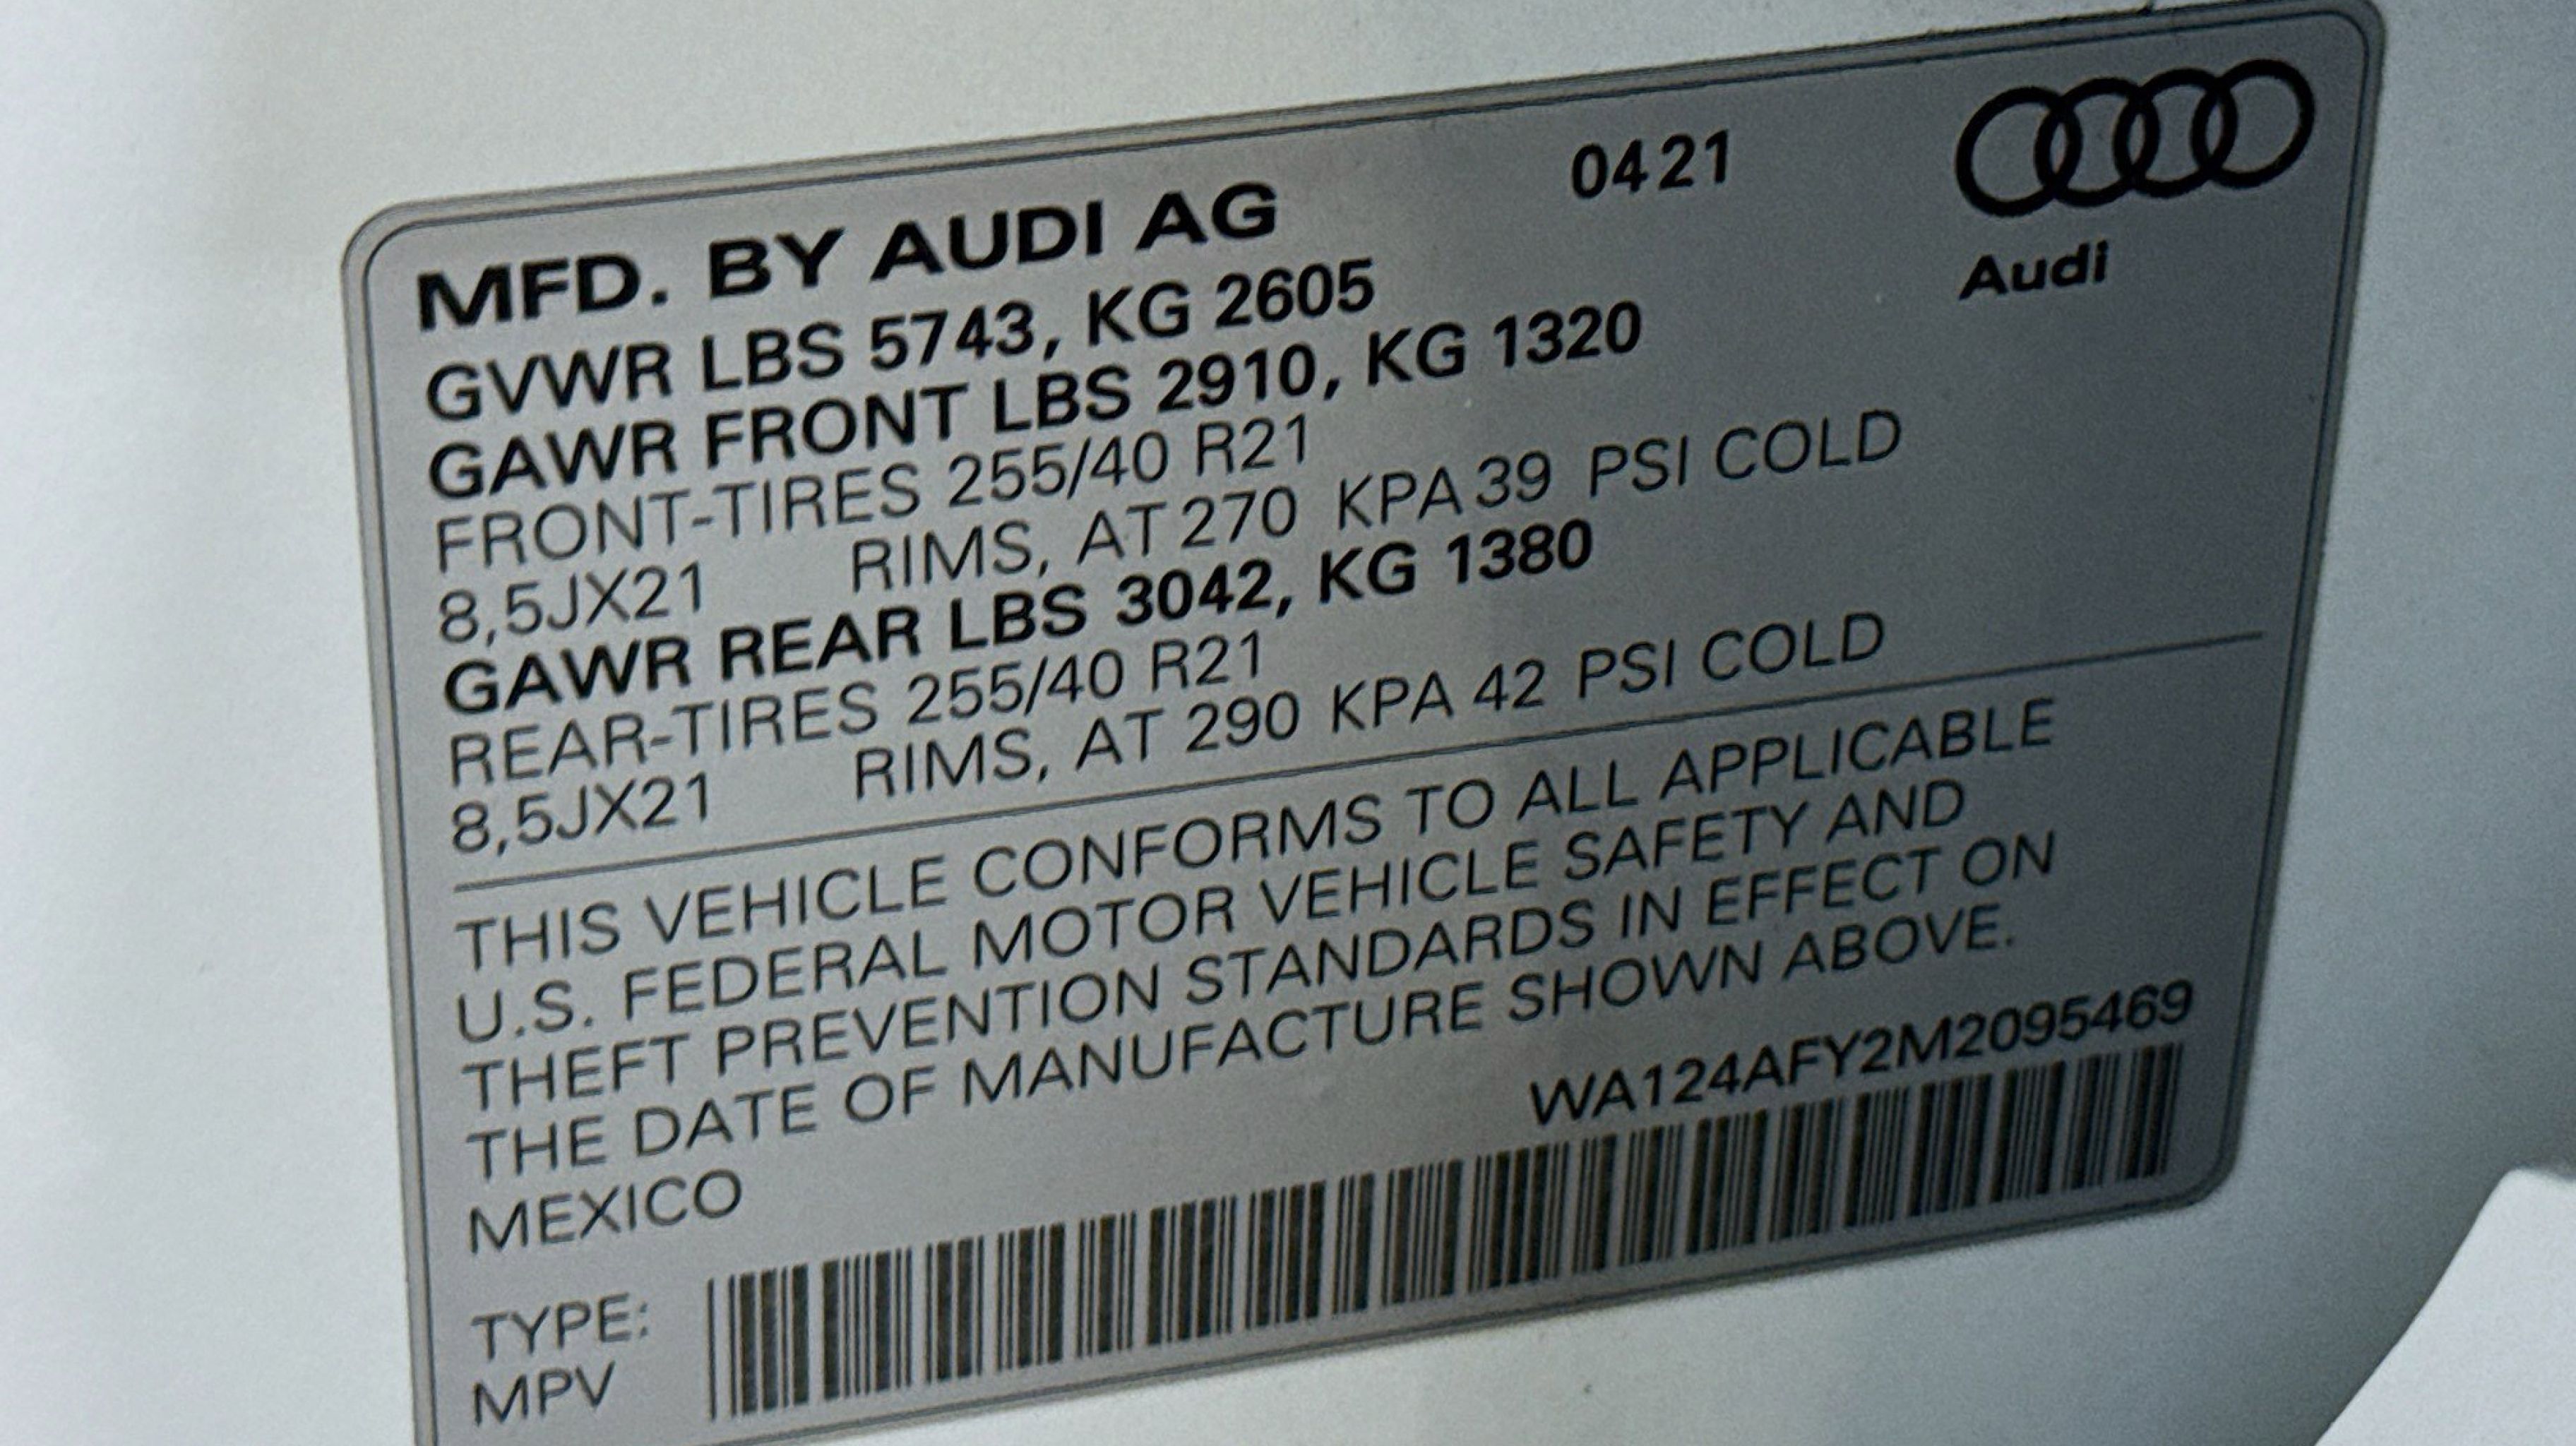 MFD. BY AUDI AG 0421
Audi
GVWR LBS 5743, KG 2605
GAWR FRONT LBS 2910, KG 1320
FRONT-TIRES 255/40 R21
8,5JX21 RIMS, AT 270 KPA 39 PSI COLD
GAWR REAR LBS 3042, KG 1380
REAR-TIRES 255/40 R21
8,5JX21 RIMS, AT 290 KPA 42 PSI COLD
THIS VEHICLE CONFORMS TO ALL APPLICABLE
U.S. FEDERAL MOTOR VEHICLE SAFETY AND
THEFT PREVENTION STANDARDS IN EFFECT ON
THE DATE OF MANUFACTURE SHOWN ABOVE.
MEXICO WA124AFY2M2095469
TYPE:
MPV